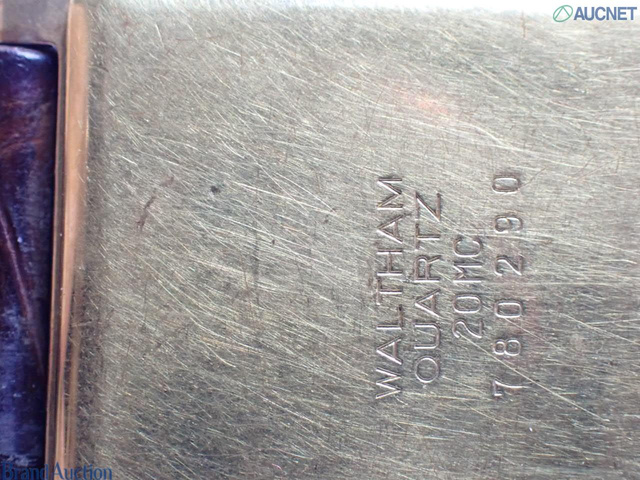 AUCNET
WALTHAM
QUARTZ
20MC
780290
Brand Auction